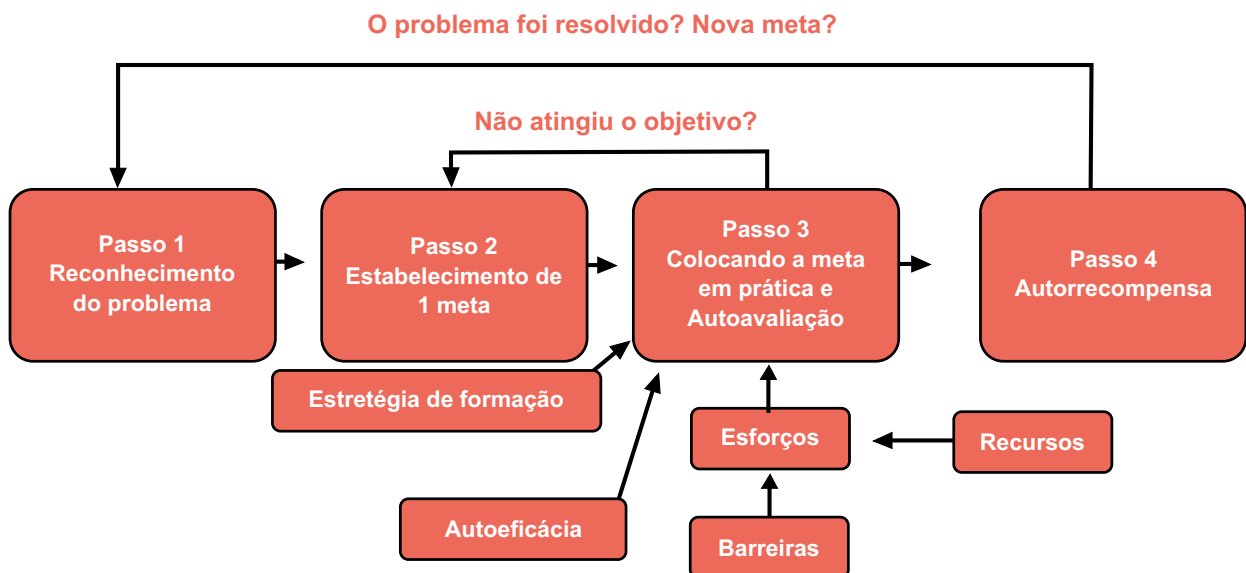 O problema foi resolvido? Nova meta?
Não atingiu o objetivo?
Passo 1
Reconhecimento
do problema
Passo 2
Estabelecimento de
1 meta
Passo 3
Colocando a meta
em prática e
Autoavaliação
Passo 4
Autorrecompensa
Estretégia de formação
Esforços
Recursos
Autoeficácia
Barreiras